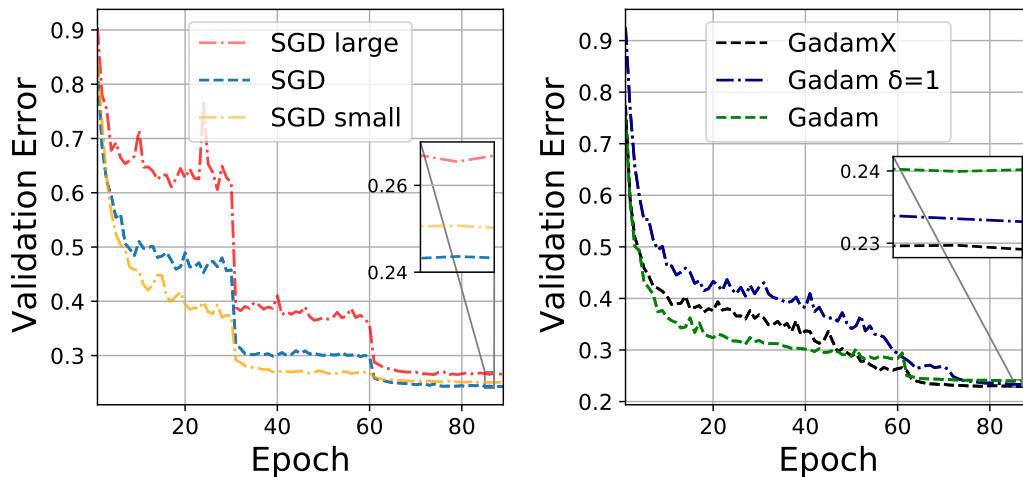 0.9
0.8
0.7
0.6
0.5
0.4
0.3
Validation Error
SGD large
SGD
SGD small
0.26
0.24
20
40
60
80
Epoch
0.9
0.8
0.7
0.6
0.5
0.4
0.3
0.2
Validation Error
GadamX
Gadam δ=1
Gadam
0.24
0.23
20
40
60
80
Epoch